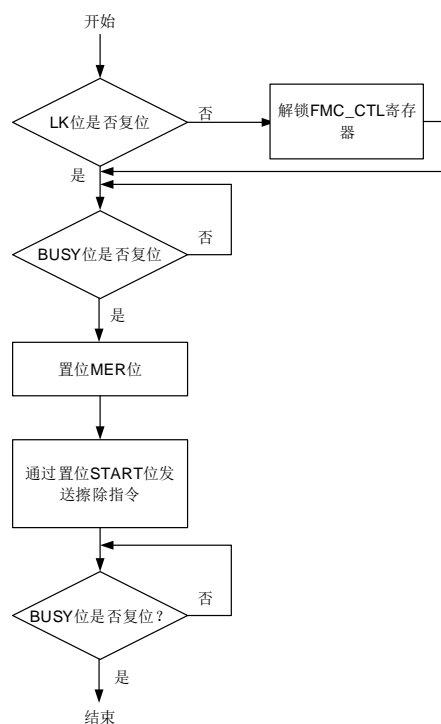 开始
LK位是否复位
否
解锁FMC_CTL寄存
器
是
BUSY位是否复位
否
是
置位MER位
通过置位START位发
送擦除指令
BUSY位是否复位？
否
是
结束